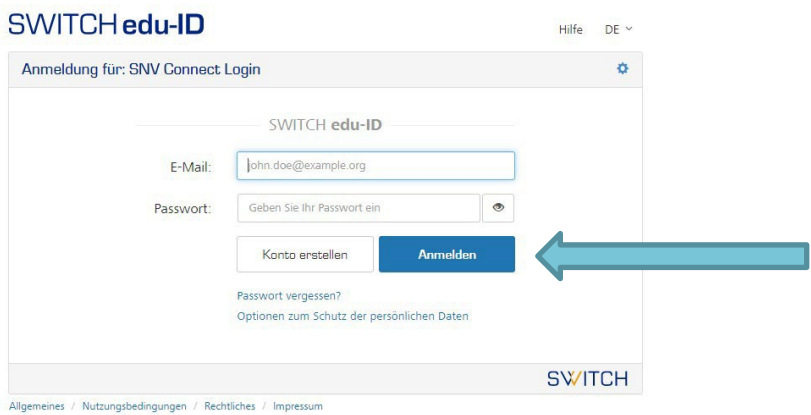 SWITCH edu-ID
Hilfe DE
Anmeldung für: SNV Connect Login
SWITCH edu-ID
E-Mail: john.doe@example.org
Passwort: Geben Sie Ihr Passwort ein
Konto erstellen Anmelden
Passwort vergessen?
Optionen zum Schutz der persönlichen Daten
SWITCH
Allgemeines / Nutzungsbedingungen / Rechtliches / Impressum